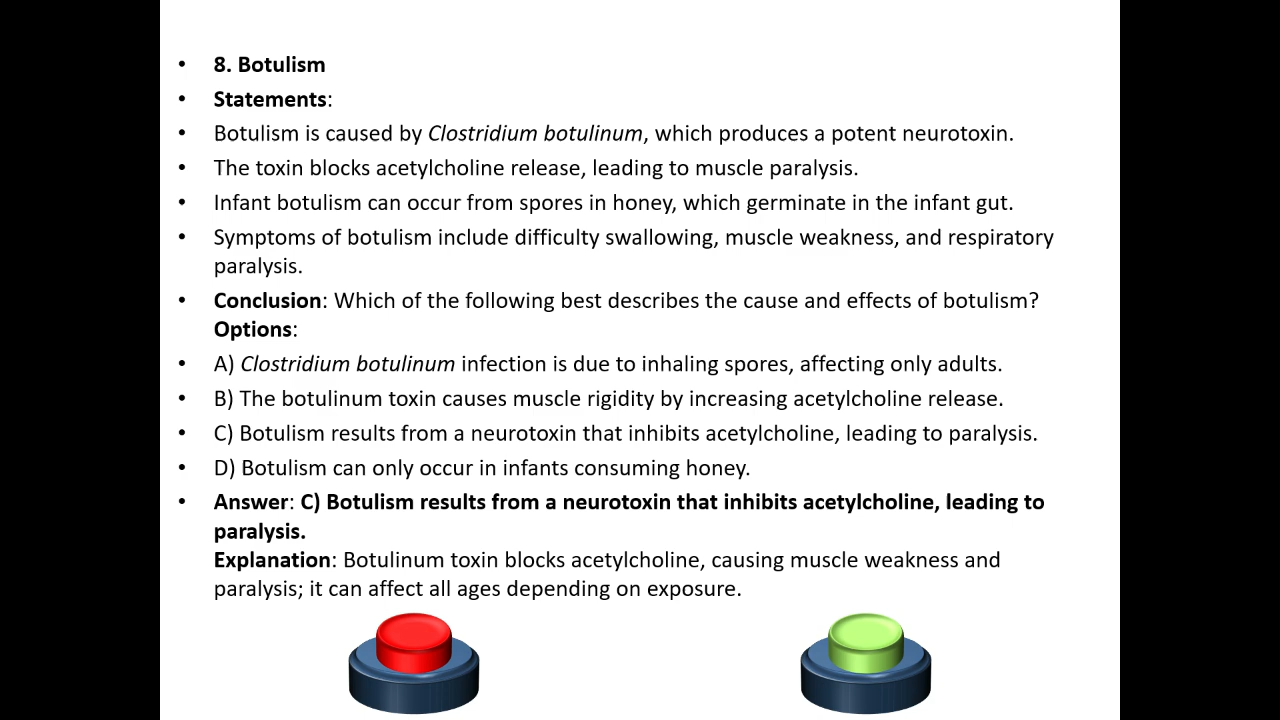 • 8. Botulism
• Statements:
• Botulism is caused by Clostridium botulinum, which produces a potent neurotoxin.
• The toxin blocks acetylcholine release, leading to muscle paralysis.
• Infant botulism can occur from spores in honey, which germinate in the infant gut.
• Symptoms of botulism include difficulty swallowing, muscle weakness, and respiratory
paralysis.
• Conclusion: Which of the following best describes the cause and effects of botulism?
Options:
• A) Clostridium botulinum infection is due to inhaling spores, affecting only adults.
• B) The botulinum toxin causes muscle rigidity by increasing acetylcholine release.
• C) Botulism results from a neurotoxin that inhibits acetylcholine, leading to paralysis.
• D) Botulism can only occur in infants consuming honey.
• Answer: C) Botulism results from a neurotoxin that inhibits acetylcholine, leading to
paralysis.
Explanation: Botulinum toxin blocks acetylcholine, causing muscle weakness and
paralysis; it can affect all ages depending on exposure.